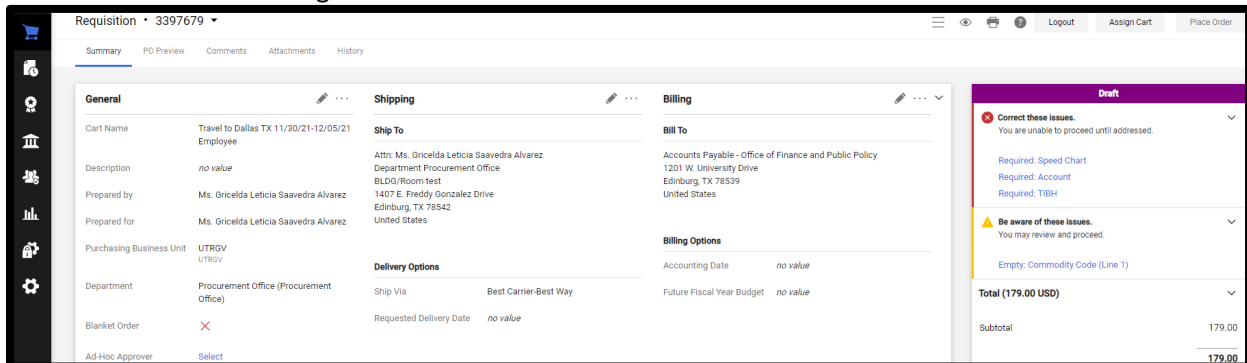 Requisition • 3397679
Logout
Assign Cart
Place Order
Summary
PO Preview
Comments
Attachments
History
General
Cart Name
Travel to Dallas TX 11/30/21-12/05/21
Employee
Description
no value
Prepared by
Ms. Gricelda Leticia Saavedra Alvarez
Prepared for
Ms. Gricelda Leticia Saavedra Alvarez
Purchasing Business Unit
UTRGV
UTRGV
Department
Procurement Office (Procurement
Office)
Blanket Order
Ad-Hoc Approver
Select
Shipping
Ship To
Attn: Ms. Gricelda Leticia Saavedra Alvarez
Department Procurement Office
BLDG/Room test
1407 E. Freddy Gonzalez Drive
Edinburg, TX 78542
United States
Delivery Options
Ship Via
Best Carrier-Best Way
Requested Delivery Date
no value
Billing
Bill To
Accounts Payable - Office of Finance and Public Policy
1201 W. University Drive
Edinburg, TX 78539
United States
Billing Options
Accounting Date
no value
Future Fiscal Year Budget
no value
Draft
Correct these issues.
You are unable to proceed until addressed.
Required: Speed Chart
Required: Account
Required: TIBH
Be aware of these issues.
You may review and proceed.
Empty: Commodity Code (Line 1)
Total (179.00 USD)
Subtotal
179.00
179.00